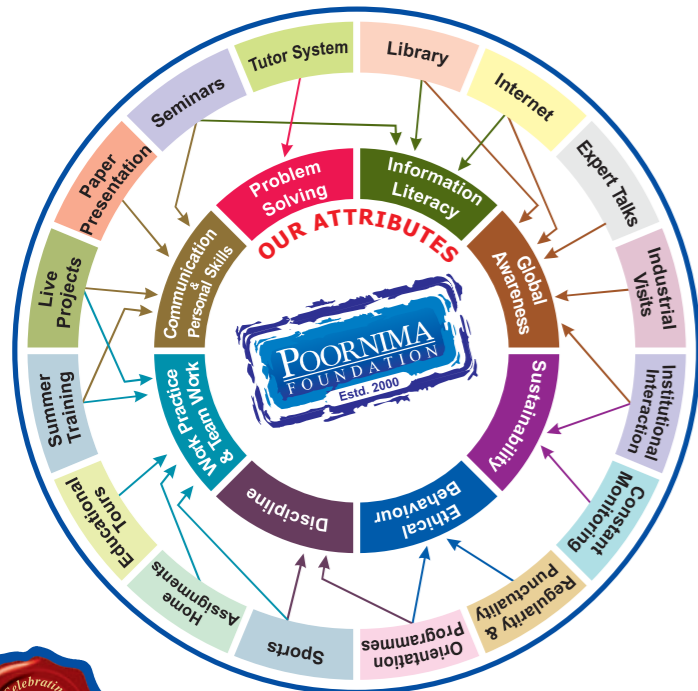 Tutor System
Library
Internet
Expert Talks
Industrial
Visits
Institutional
Interaction
Constant
Monitoring
Regularity &
Punctuality
Orientation
Programmes
Sports
Home
Assignments
Educational
Tours
Summer
Training
Live
Projects
Paper
Presentation
Seminars
Problem
Solving
Information
Literacy
Global
Awareness
Sustainability
Ethical
Behaviour
Discipline
Work Practice
& Team Work
Communication
&
Personal Skills
OUR ATTRIBUTES
POORNIMA
FOUNDATION
Estd. 2000
Celebrating